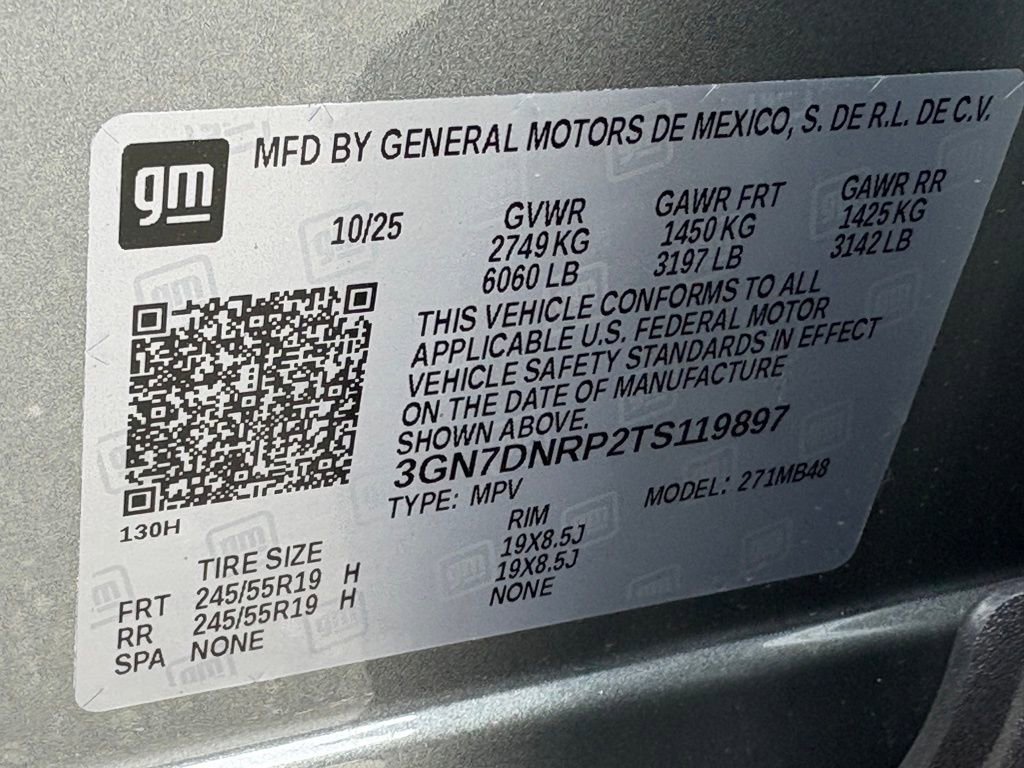 gm
MFD BY GENERAL MOTORS DE MEXICO, S. DE R.L. DE C.V.
10/25 GVWR GAWR FRT GAWR RR
2749 KG 1450 KG 1425 KG
6060 LB 3197 LB 3142 LB
THIS VEHICLE CONFORMS TO ALL
APPLICABLE U.S. FEDERAL MOTOR
VEHICLE SAFETY STANDARDS IN EFFECT
ON THE DATE OF MANUFACTURE
SHOWN ABOVE.
3GN7DNRP2TS119897
TYPE: MPV MODEL: 271MB48
130H
TIRE SIZE RIM
FRT 245/55R19 H 19X8.5J
RR 245/55R19 H 19X8.5J
SPA NONE NONE